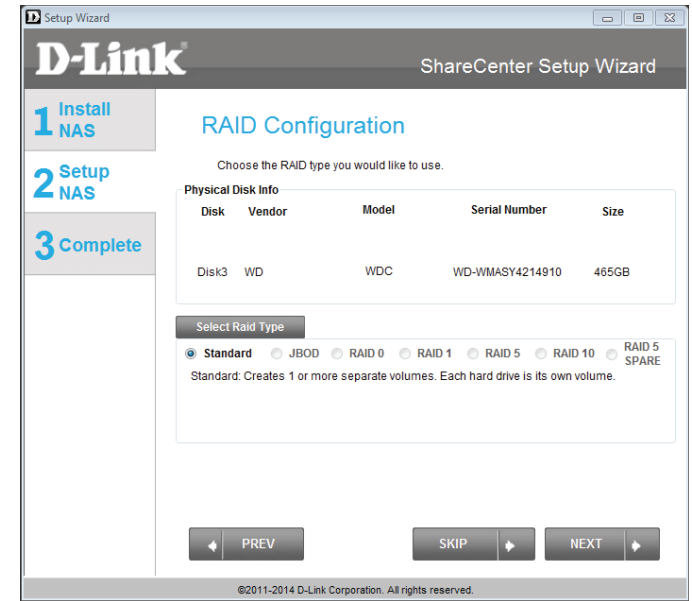 Setup Wizard
D-Link
ShareCenter Setup Wizard
1 Install NAS
2 Setup NAS
3 Complete
RAID Configuration
Choose the RAID type you would like to use.
Physical Disk Info
Disk Vendor Model Serial Number Size
Disk3 WD WDC WD-WMASY4214910 465GB
Select Raid Type
Standard JBOD RAID 0 RAID 1 RAID 5 RAID 10 RAID 5 SPARE
Standard: Creates 1 or more separate volumes. Each hard drive is its own volume.
PREV SKIP NEXT
©2011-2014 D-Link Corporation. All rights reserved.